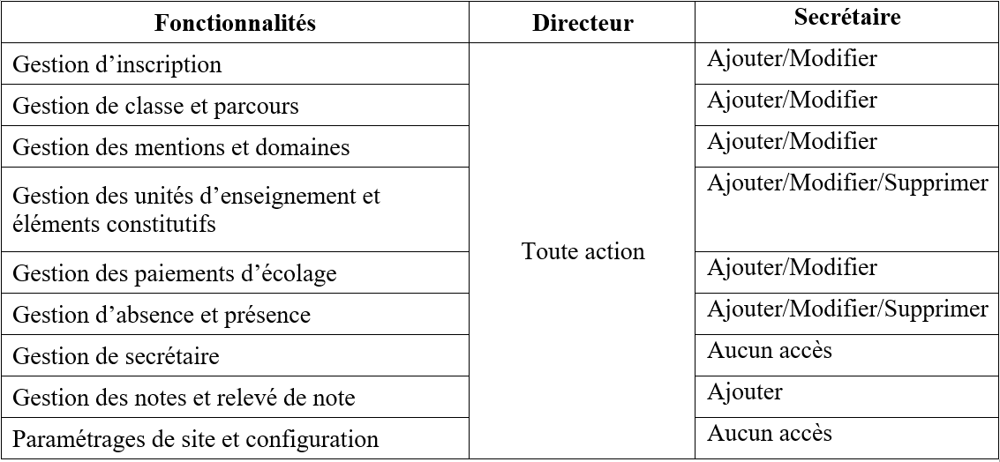 Fonctionnalités Directeur Secrétaire
Gestion d’inscription Ajouter/Modifier
Gestion de classe et parcours Ajouter/Modifier
Gestion des mentions et domaines Ajouter/Modifier
Gestion des unités d’enseignement et Ajouter/Modifier/Supprimer
éléments constitutifs
Toute action
Gestion des paiements d’écolage Ajouter/Modifier
Gestion d’absence et présence Ajouter/Modifier/Supprimer
Gestion de secrétaire Aucun accès
Gestion des notes et relevé de note Ajouter
Paramétrages de site et configuration Aucun accès